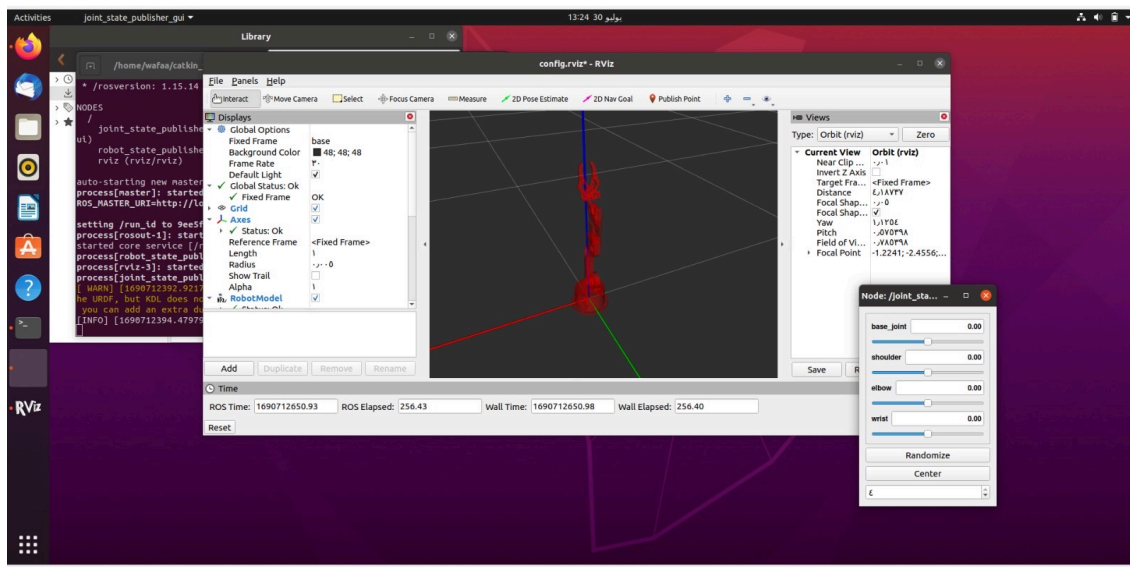 Activities
joint_state_publisher_gui
13:24 30 يوليو
Library
/home/wafaa/catkin_
* /rosversion: 1.15.14
NODES
/
joint_state_publishe
ui)
robot_state_publishe
rviz (rviz/rviz)
auto-starting new master
process[master]: started
ROS_MASTER_URI=http://lo
setting /run_id to 9ee5f
process[rosout-1]: start
started core service [/r
process[robot_state_publ
process[rviz-3]: started
process[joint_state_publ
[ WARN] [1690712392.9217
he URDF, but KDL does no
you can add an extra du
[INFO] [1690712394.47975
config.rviz* - RViz
File Panels Help
Interact Move Camera Select Focus Camera Measure 2D Pose Estimate 2D Nav Goal Publish Point
Displays
Global Options
Fixed Frame base
Background Color 48; 48; 48
Frame Rate ٣٠
Default Light
Global Status: Ok
Fixed Frame OK
Grid
Axes
Status: Ok
Reference Frame <Fixed Frame>
Length ١
Radius ٠٫٠٥
Show Trail
Alpha ١
RobotModel
Add Duplicate Remove Rename
Views
Type: Orbit (rviz) Zero
Current View Orbit (rviz)
Near Clip ... ٠٫٠١
Invert Z Axis
Target Fra... <Fixed Frame>
Distance ٤٫١٨٧٢٧
Focal Shap... ٠٫٠٥
Focal Shap...
Yaw ١٫١٢٥٤
Pitch ٠٫٥٧٥٣٩٨
Field of Vi... ٠٫٧٨٥٣٩٨
Focal Point -1.2241; -2.4556;...
Save
Time
ROS Time: 1690712650.93 ROS Elapsed: 256.43 Wall Time: 1690712650.98 Wall Elapsed: 256.40
Reset
Node: /joint_sta...
base_joint 0.00
shoulder 0.00
elbow 0.00
wrist 0.00
Randomize
Center
٤
RViz